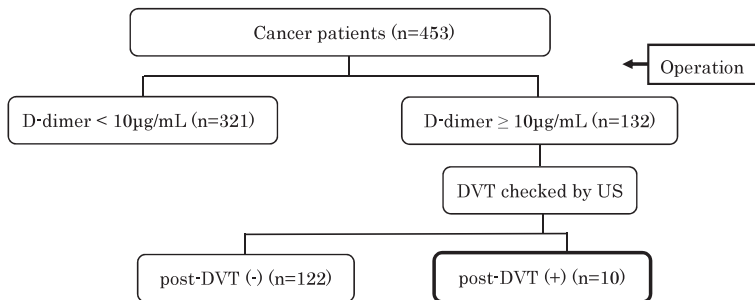 Cancer patients (n=453)
Operation
D-dimer < 10μg/mL (n=321)
D-dimer ≥ 10μg/mL (n=132)
DVT checked by US
post-DVT (-) (n=122)
post-DVT (+) (n=10)